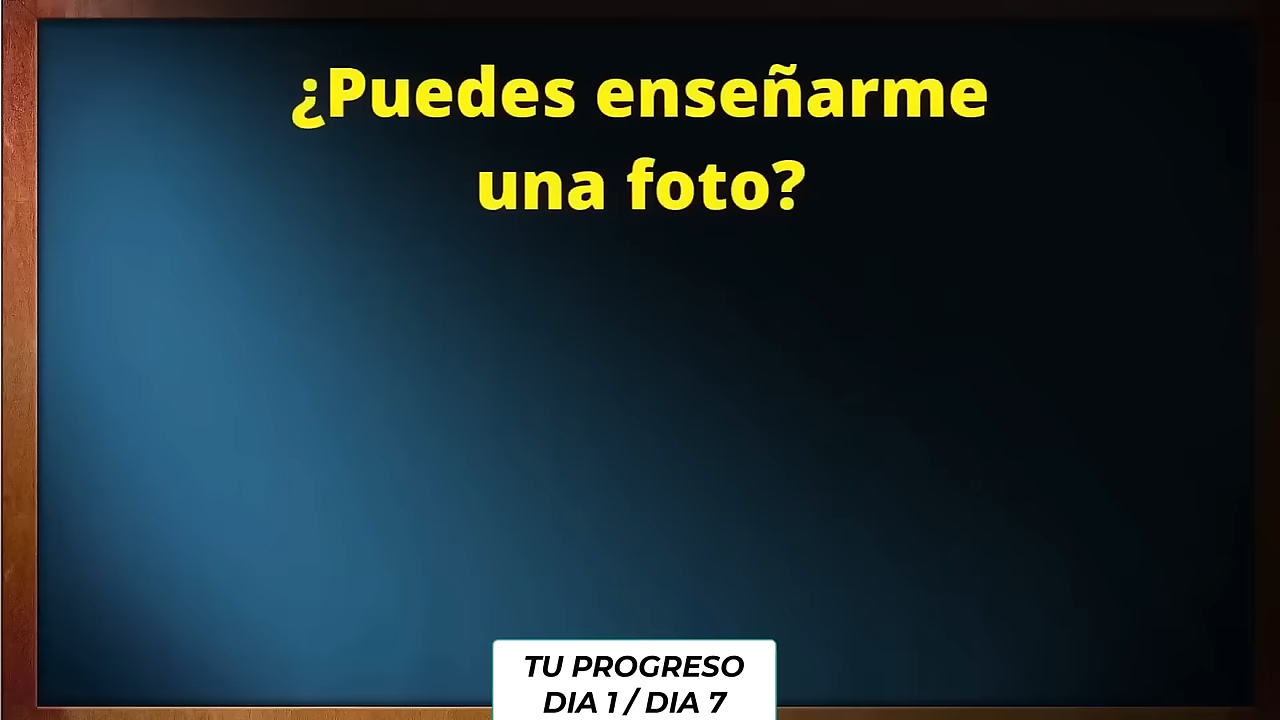 ¿Puedes enseñarme
una foto?
TU PROGRESO
DIA 1 / DIA 7